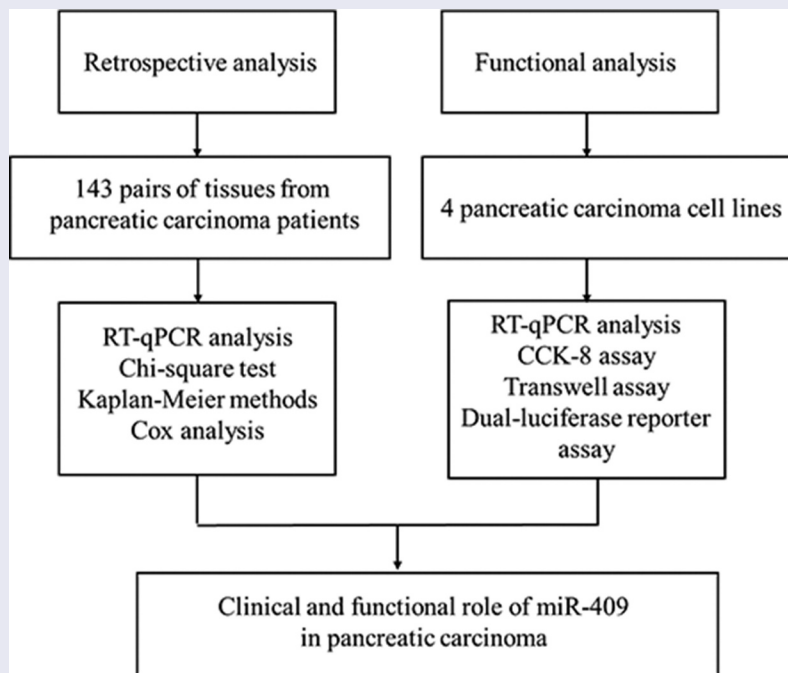 Retrospective analysis
Functional analysis
143 pairs of tissues from
pancreatic carcinoma patients
4 pancreatic carcinoma cell lines
RT-qPCR analysis
Chi-square test
Kaplan-Meier methods
Cox analysis
RT-qPCR analysis
CCK-8 assay
Transwell assay
Dual-luciferase reporter
assay
Clinical and functional role of miR-409
in pancreatic carcinoma